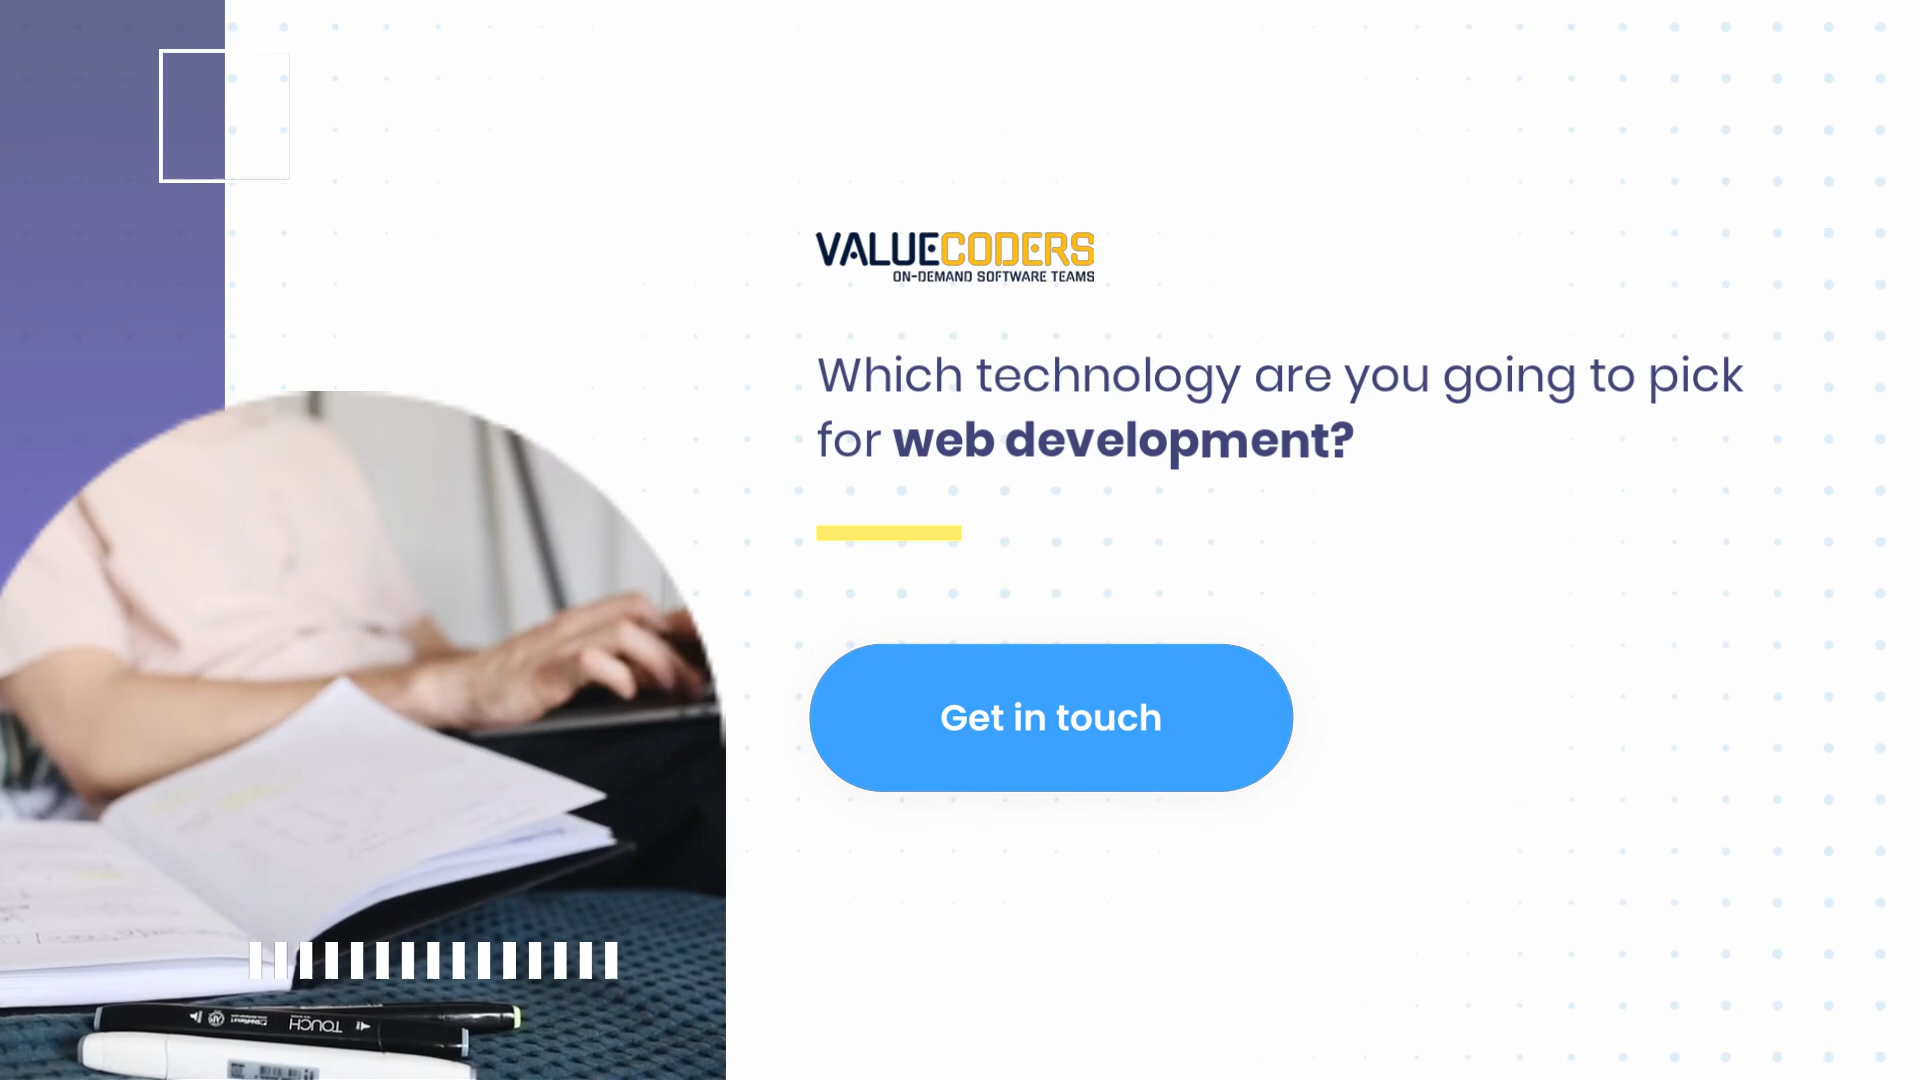 VALUECODERS
ON-DEMAND SOFTWARE TEAMS
Which technology are you going to pick
for web development?
Get in touch
TOUCH